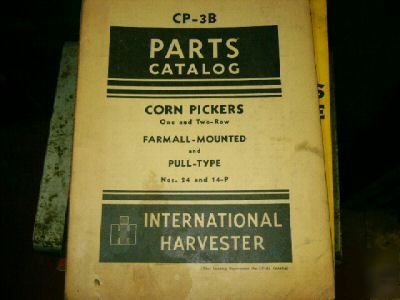 CP-3B
PARTS
CATALOG
CORN PICKERS
One and Two-Row
FARMALL-MOUNTED
and
PULL-TYPE
Nos. 24 and 14-P
INTERNATIONAL
HARVESTER